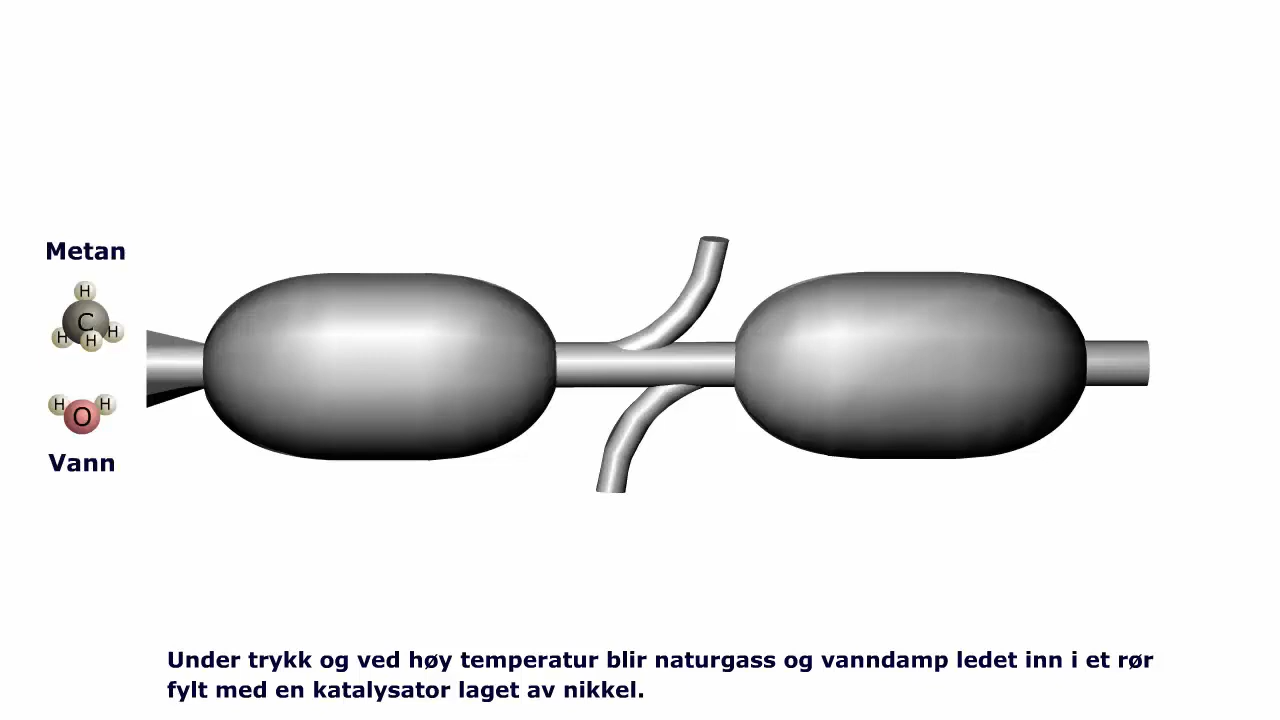 Metan
H
C
H
H
H
H
H
O
Vann
Under trykk og ved høy temperatur blir naturgass og vanndamp ledet inn i et rør
fylt med en katalysator laget av nikkel.